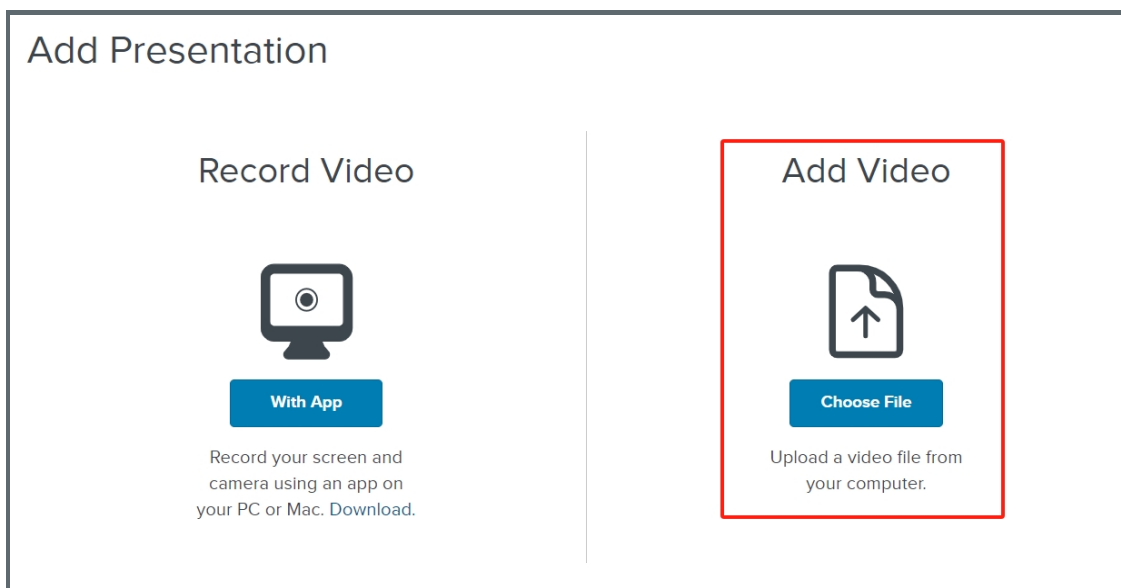 Add Presentation
Record Video
With App
Record your screen and
camera using an app on
your PC or Mac. Download.
Add Video
Choose File
Upload a video file from
your computer.